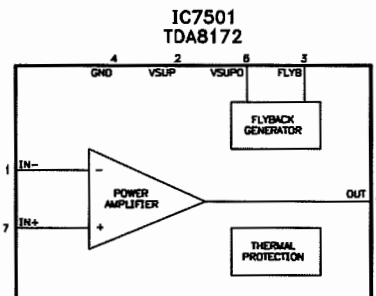 IC7501
TDA8172
4 2 6 3
GND VSUP VSUPO FLYB
FLYBACK
GENERATOR
1 IN-
-
POWER
AMPLIFIER
OUT
7 IN+
+
THERMAL
PROTECTION